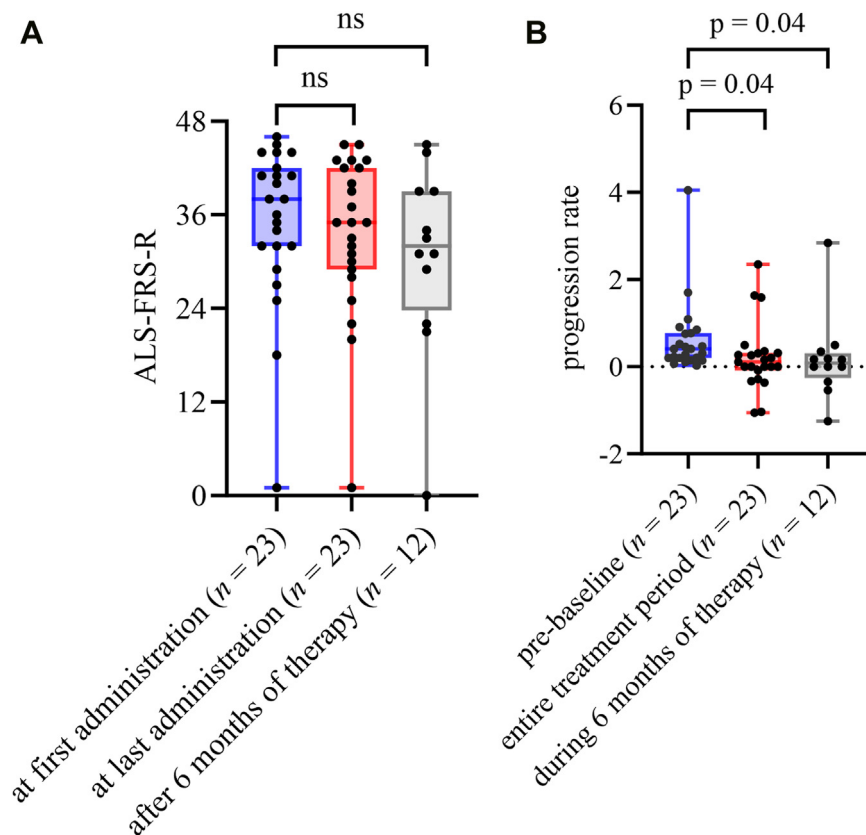 A
ns
ns
ALS-FRS-R
48
36
24
12
0
at first administration (n = 23)
at last administration (n = 23)
after 6 months of therapy (n = 12)
B
p = 0.04
p = 0.04
progression rate
6
4
2
0
-2
pre-baseline (n = 23)
entire treatment period (n = 23)
during 6 months of therapy (n = 12)